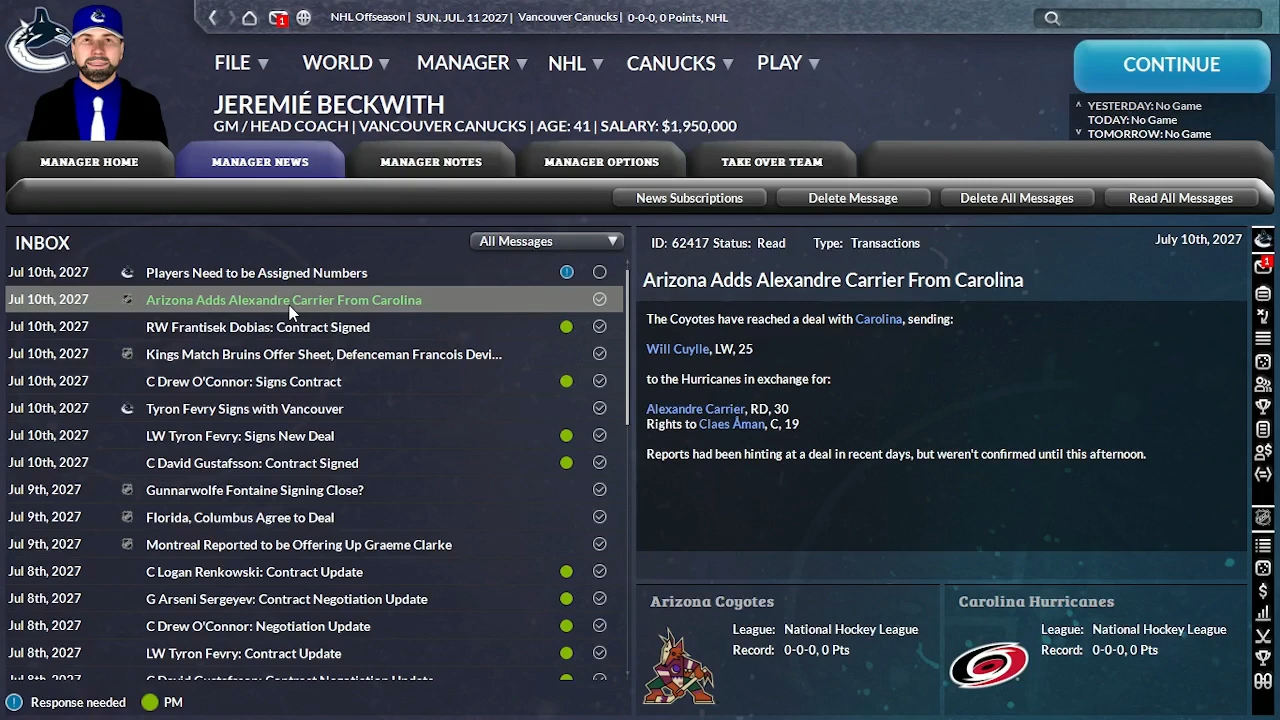 NHL Offseason | SUN. JUL. 11 2027 | Vancouver Canucks | 0-0-0, 0 Points, NHL
1
FILE WORLD MANAGER NHL CANUCKS PLAY
CONTINUE
JEREMIÉ BECKWITH
GM / HEAD COACH | VANCOUVER CANUCKS | AGE: 41 | SALARY: $1,950,000
YESTERDAY: No Game
TODAY: No Game
TOMORROW: No Game
MANAGER HOME MANAGER NEWS MANAGER NOTES MANAGER OPTIONS TAKE OVER TEAM
News Subscriptions Delete Message Delete All Messages Read All Messages
INBOX All Messages
Jul 10th, 2027 Players Need to be Assigned Numbers
Jul 10th, 2027 Arizona Adds Alexandre Carrier From Carolina
Jul 10th, 2027 RW Frantisek Dobias: Contract Signed
Jul 10th, 2027 Kings Match Bruins Offer Sheet, Defenceman Francois Devi...
Jul 10th, 2027 C Drew O'Connor: Signs Contract
Jul 10th, 2027 Tyron Fevry Signs with Vancouver
Jul 10th, 2027 LW Tyron Fevry: Signs New Deal
Jul 10th, 2027 C David Gustafsson: Contract Signed
Jul 9th, 2027 Gunnarwolfe Fontaine Signing Close?
Jul 9th, 2027 Florida, Columbus Agree to Deal
Jul 9th, 2027 Montreal Reported to be Offering Up Graeme Clarke
Jul 8th, 2027 C Logan Renkowski: Contract Update
Jul 8th, 2027 G Arseni Sergeyev: Contract Negotiation Update
Jul 8th, 2027 C Drew O'Connor: Negotiation Update
Jul 8th, 2027 LW Tyron Fevry: Contract Update
Jul 8th, 2027 C David Gustafsson: Contract Negotiation Update
Response needed PM
ID: 62417 Status: Read Type: Transactions July 10th, 2027
1
Arizona Adds Alexandre Carrier From Carolina
The Coyotes have reached a deal with Carolina, sending:
Will Cuylle, LW, 25
to the Hurricanes in exchange for:
Alexandre Carrier, RD, 30
Rights to Claes Åman, C, 19
Reports had been hinting at a deal in recent days, but weren't confirmed until this afternoon.
Arizona Coyotes
League: National Hockey League
Record: 0-0-0, 0 Pts
Carolina Hurricanes
League: National Hockey League
Record: 0-0-0, 0 Pts